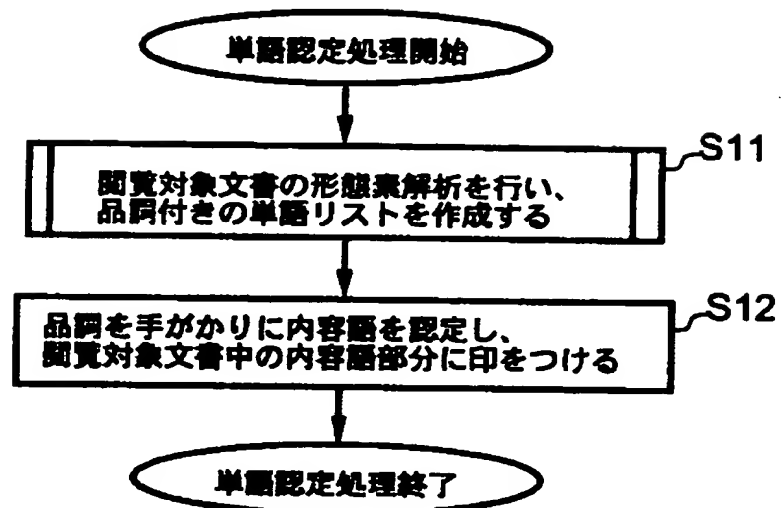 単語認定処理開始
S11
閲覧対象文書の形態素解析を行い、
品詞付きの単語リストを作成する
S12
品詞を手がかりに内容語を認定し、
閲覧対象文書中の内容語部分に印をつける
単語認定処理終了